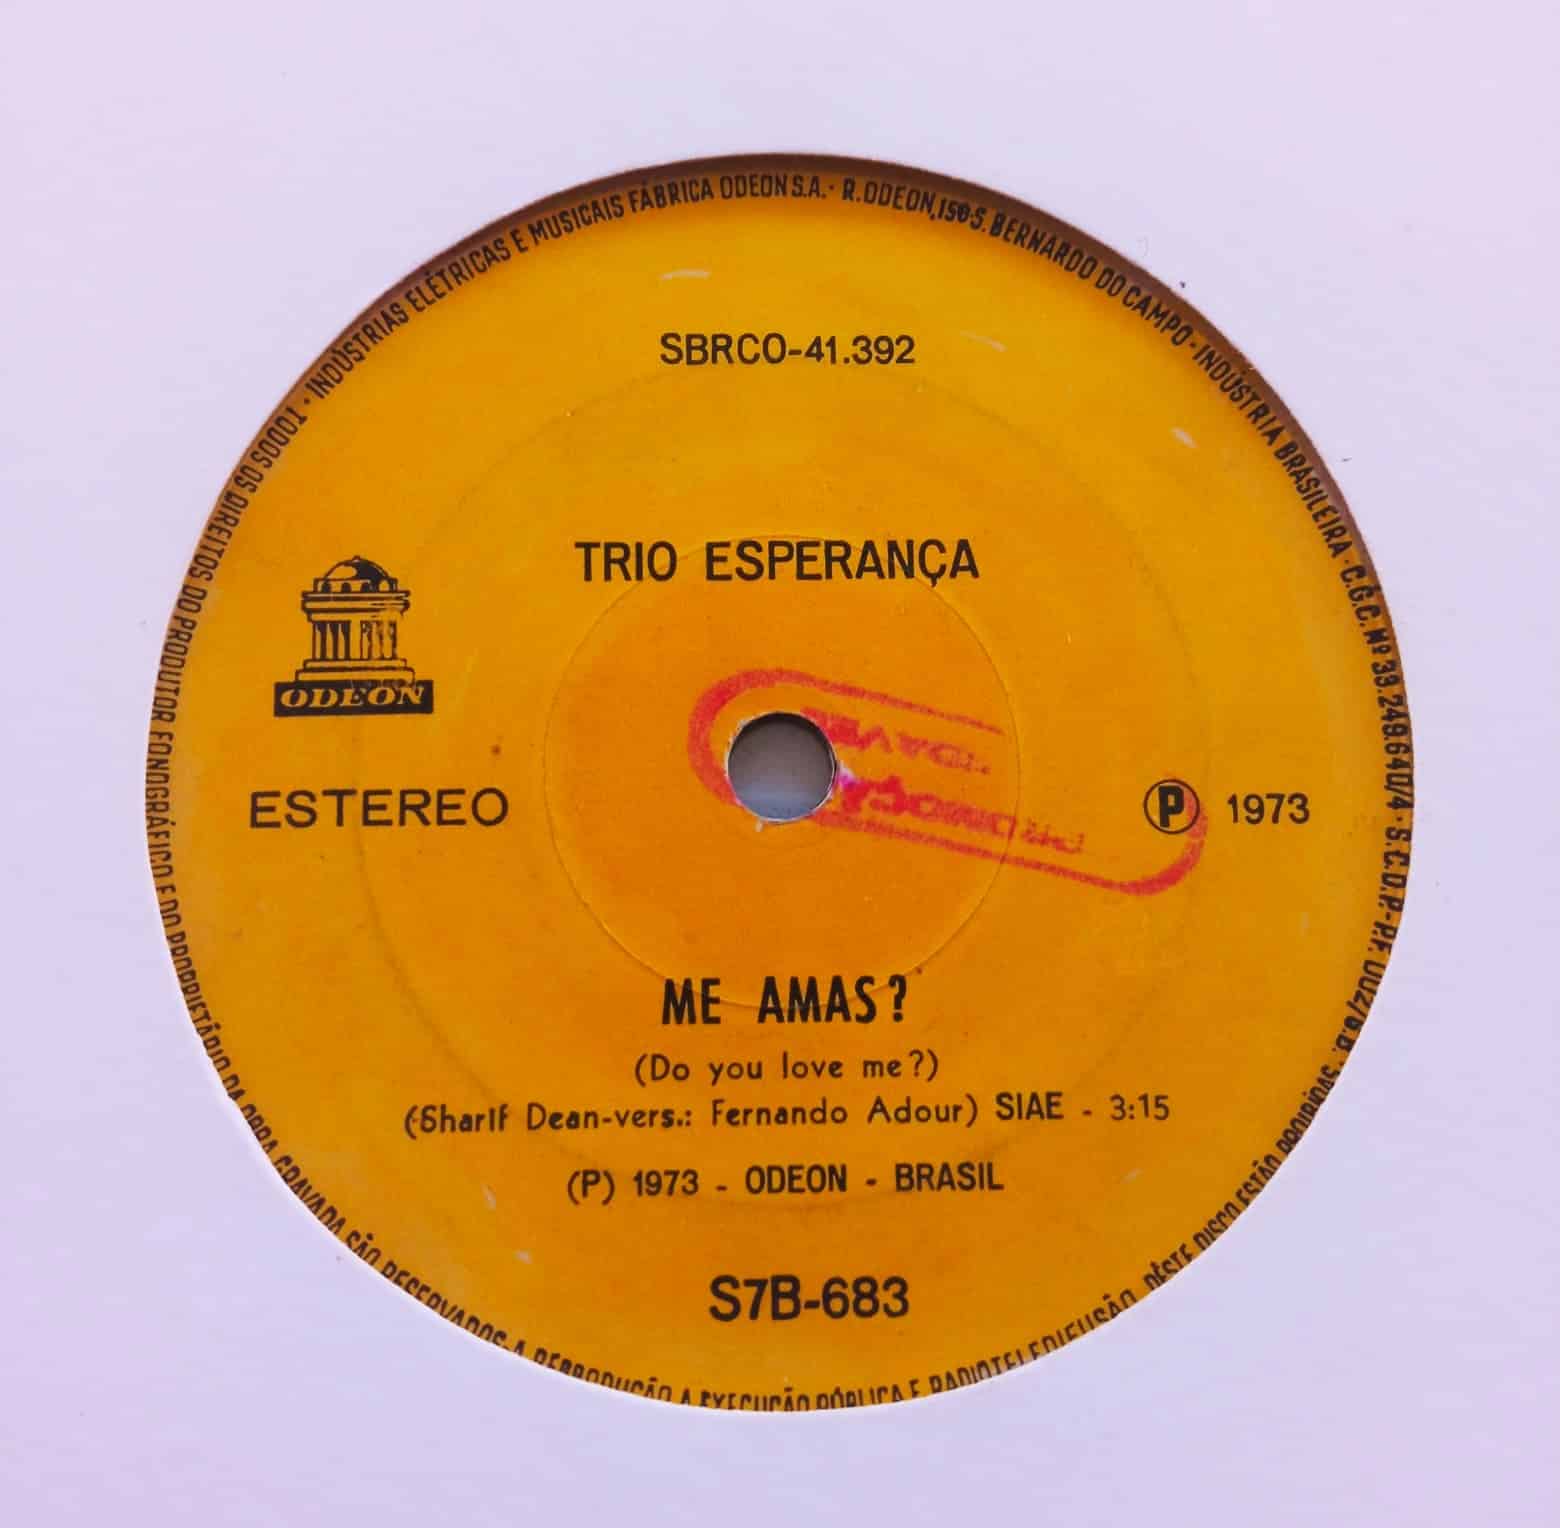 TODOS OS DIREITOS DO PRODUTOR FONOGRÁFICO E DO PROPRIETÁRIO DA OBRA GRAVADA SÃO RESERVADOS. A REPRODUÇÃO A EXECUÇÃO PÚBLICA E RADIOTELEDIFUSÃO DÊSTE DISCO ESTÃO PROIBIDAS
INDÚSTRIAS ELÉTRICAS E MUSICAIS FÁBRICA ODEON S.A. · R. ODEON, 150-S. BERNARDO DO CAMPO · INDÚSTRIA BRASILEIRA · C.G.C. Nº 33.249.640/4 · S.C.D.P.-P.F. 002/G.B. ·
SBRCO-41.392
TRIO ESPERANÇA
ODEON
ESTEREO
P 1973
ME AMAS?
(Do you love me?)
(Sharif Dean-vers.: Fernando Adour) SIAE - 3:15
(P) 1973 - ODEON - BRASIL
S7B-683